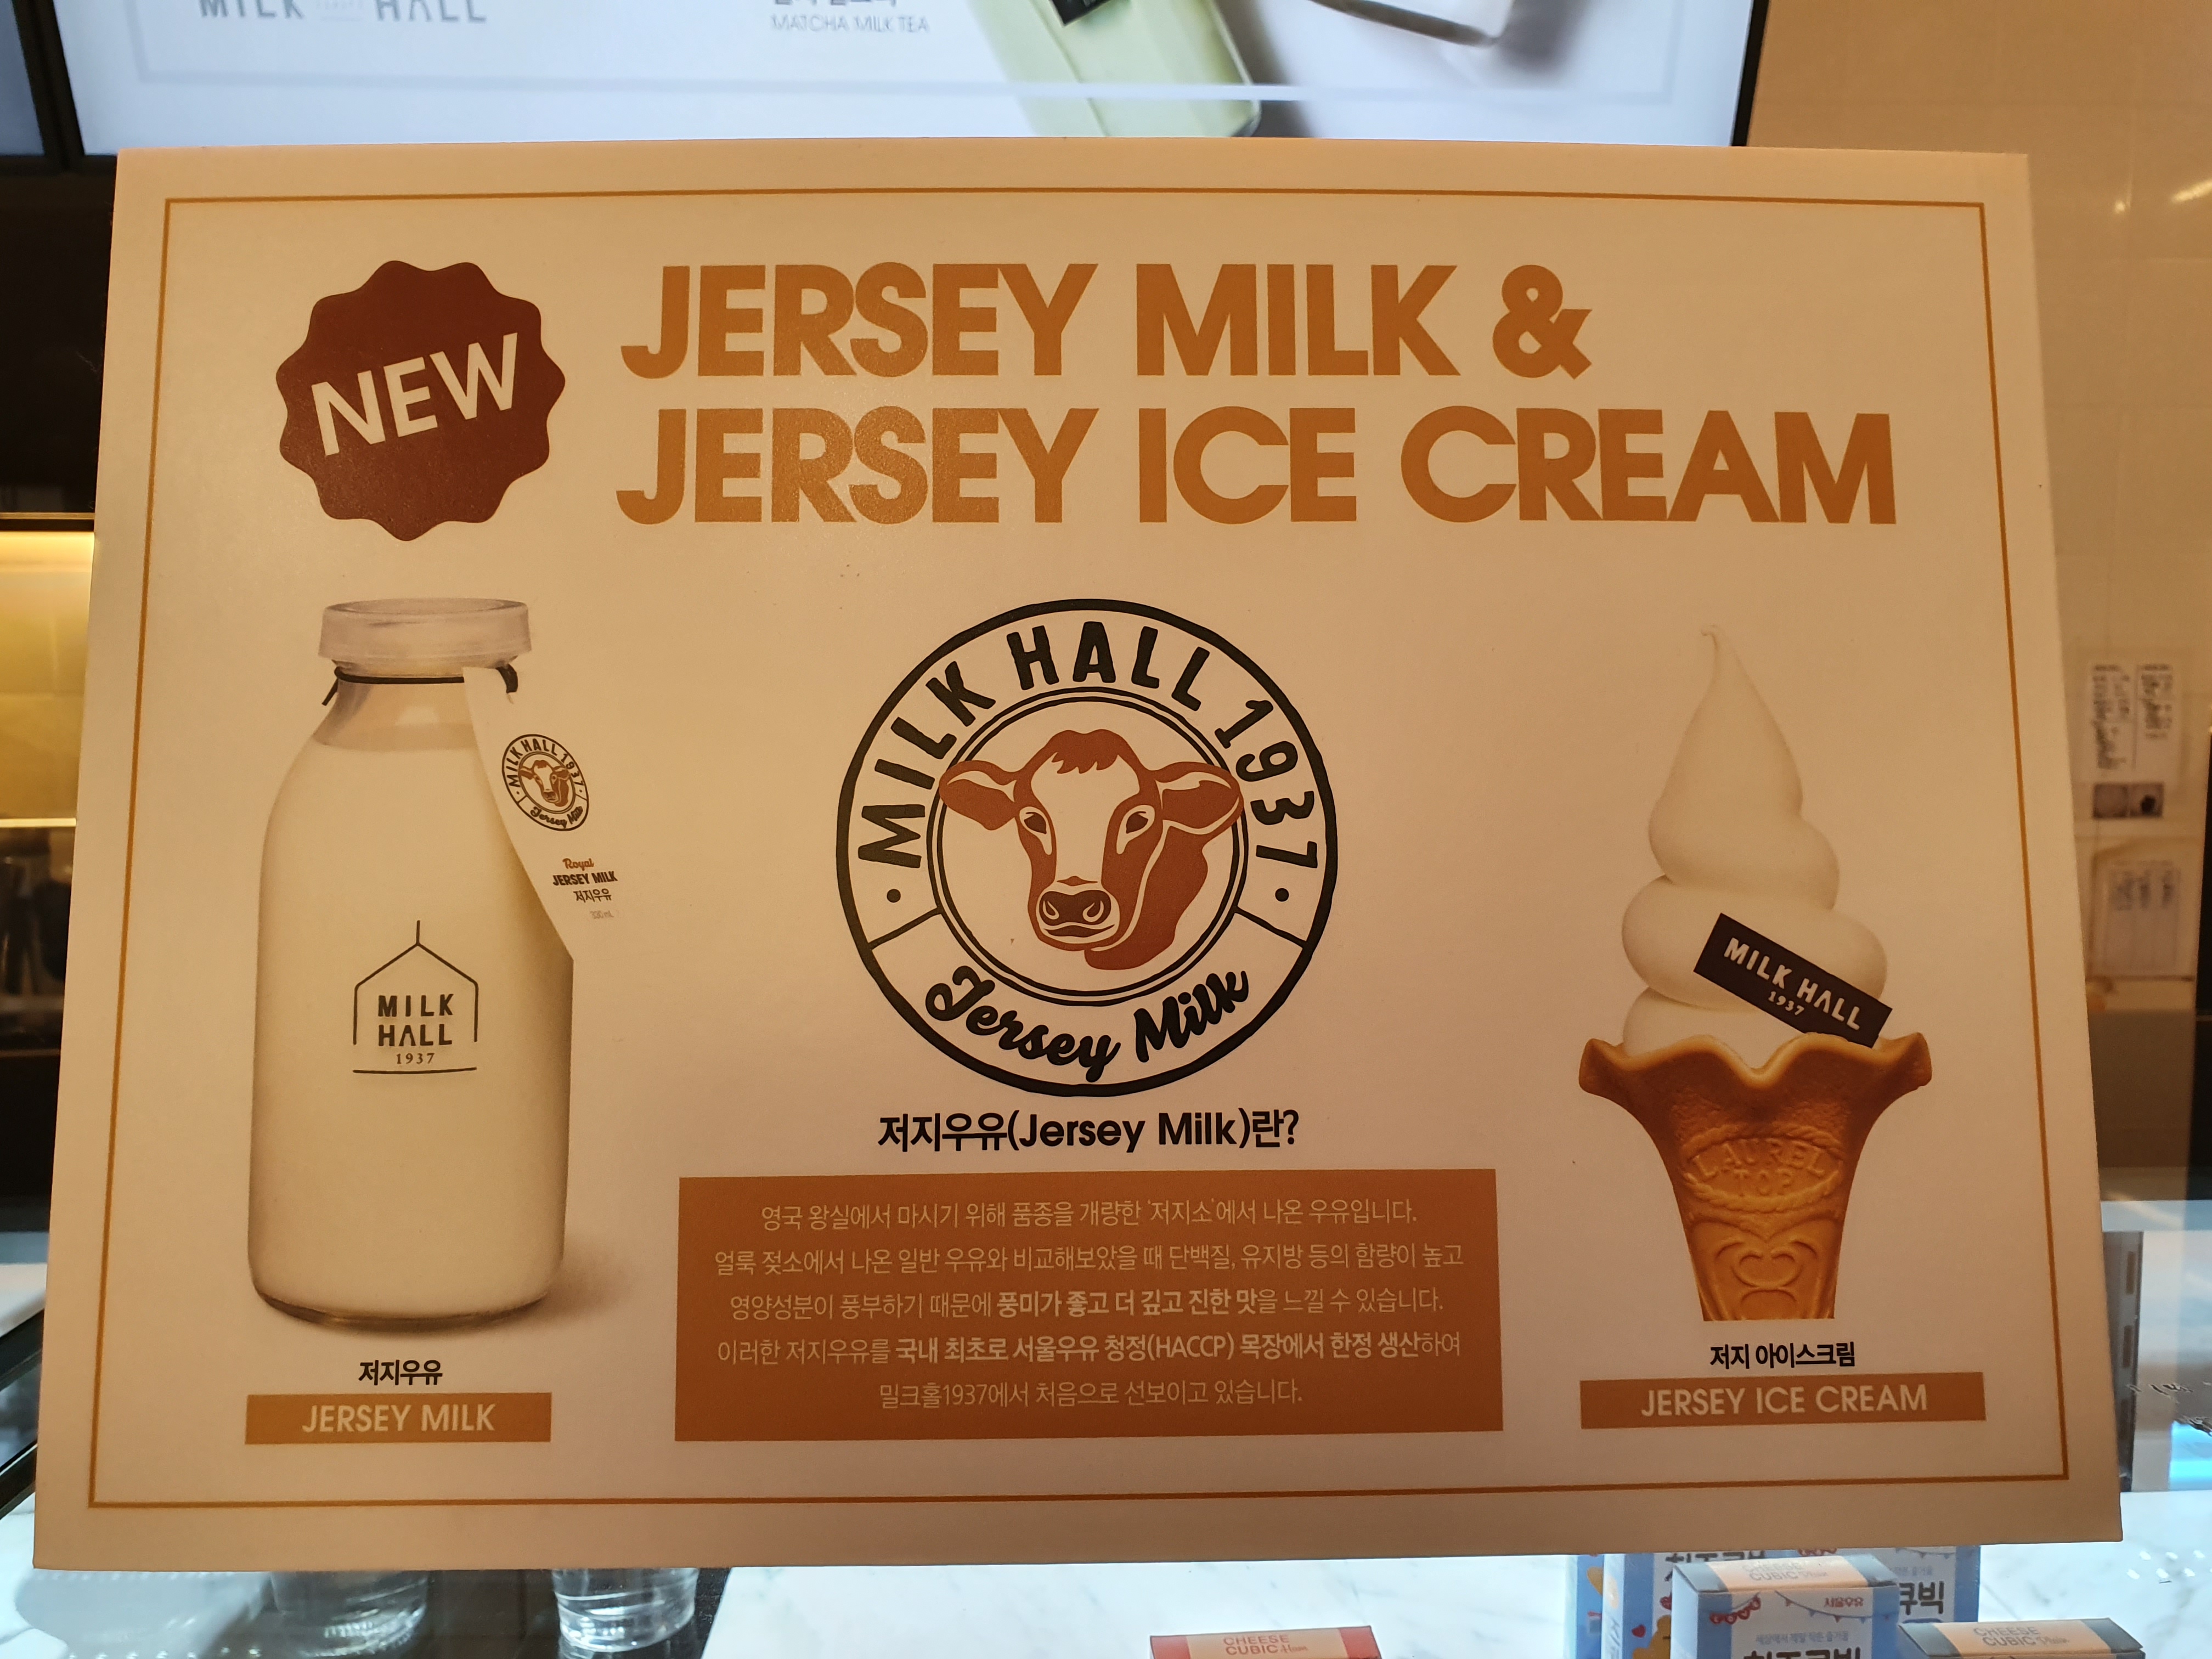 MILK HALL
MATCHA MILK TEA
NEW
JERSEY MILK &
JERSEY ICE CREAM
MILK HALL 1937
Jersey Milk
Royal
JERSEY MILK
저지우유
MILK
HALL
1937
MILK HALL 1937
Jersey Milk
MILK HALL
1937
LAUREL
TOP
저지우유(Jersey Milk)란?
영국 왕실에서 마시기 위해 품종을 개량한 '저지소'에서 나온 우유입니다.
얼룩 젖소에서 나온 일반 우유와 비교해보았을 때 단백질, 유지방 등의 함량이 높고
영양성분이 풍부하기 때문에 풍미가 좋고 더 깊고 진한 맛을 느낄 수 있습니다.
이러한 저지우유를 국내 최초로 서울우유 청정(HACCP) 목장에서 한정 생산하여
밀크홀1937에서 처음으로 선보이고 있습니다.
저지우유
JERSEY MILK
저지 아이스크림
JERSEY ICE CREAM
CHEESE
CUBIC
서울우유
쿠빅
CHEESE
CUBIC
CHEESE
CUBIC